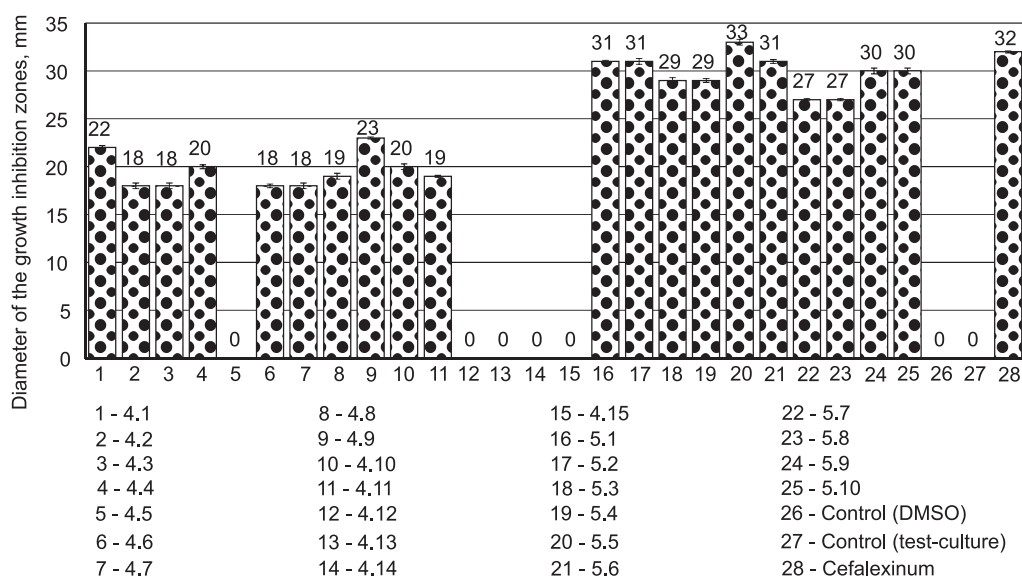 Diameter of the growth inhibition zones, mm
35
30
25
20
15
10
5
0
22 18 18 20 0 18 18 19 23 20 19 0 0 0 0 31 31 29 29 33 31 27 27 30 30 0 0 32
1 2 3 4 5 6 7 8 9 10 11 12 13 14 15 16 17 18 19 20 21 22 23 24 25 26 27 28
1 - 4.1
2 - 4.2
3 - 4.3
4 - 4.4
5 - 4.5
6 - 4.6
7 - 4.7
8 - 4.8
9 - 4.9
10 - 4.10
11 - 4.11
12 - 4.12
13 - 4.13
14 - 4.14
15 - 4.15
16 - 5.1
17 - 5.2
18 - 5.3
19 - 5.4
20 - 5.5
21 - 5.6
22 - 5.7
23 - 5.8
24 - 5.9
25 - 5.10
26 - Control (DMSO)
27 - Control (test-culture)
28 - Cefalexinum